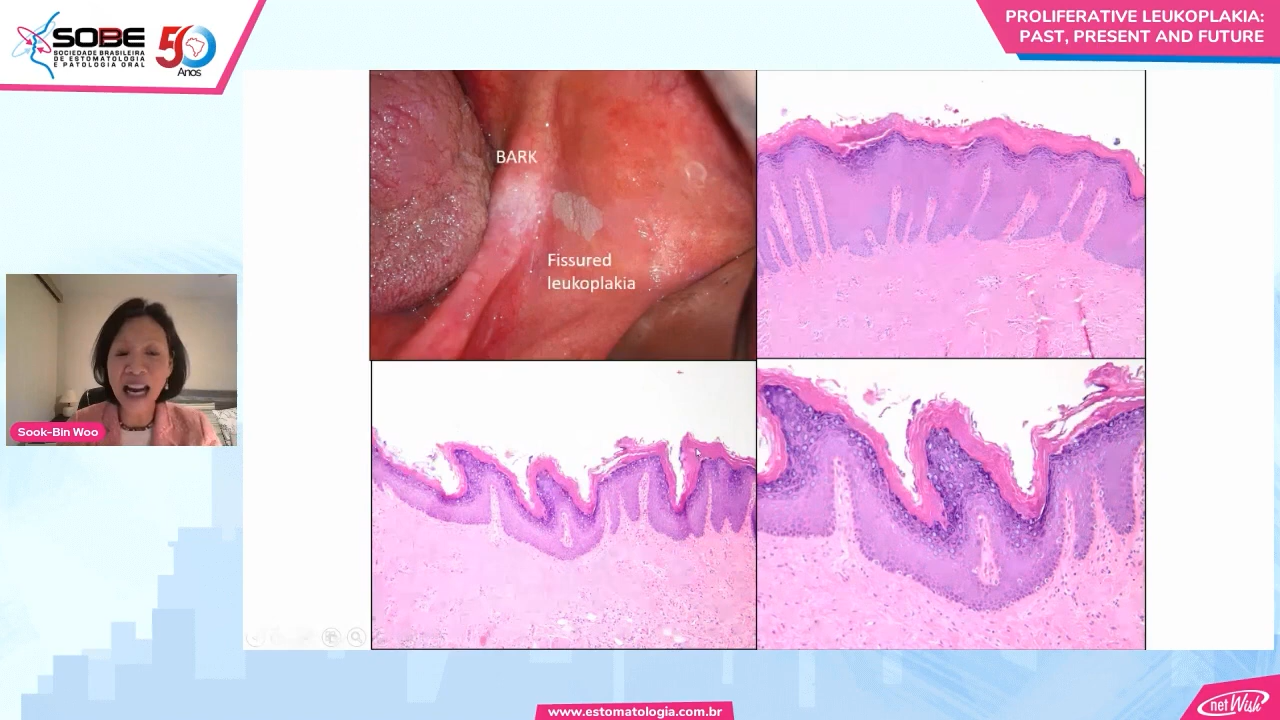 SOBE
SOCIEDADE BRASILEIRA
DE ESTOMATOLOGIA
E PATOLOGIA ORAL
50
Anos
PROLIFERATIVE LEUKOPLAKIA:
PAST, PRESENT AND FUTURE
BARK
Fissured
leukoplakia
Sook-Bin Woo
www.estomatologia.com.br
netWish